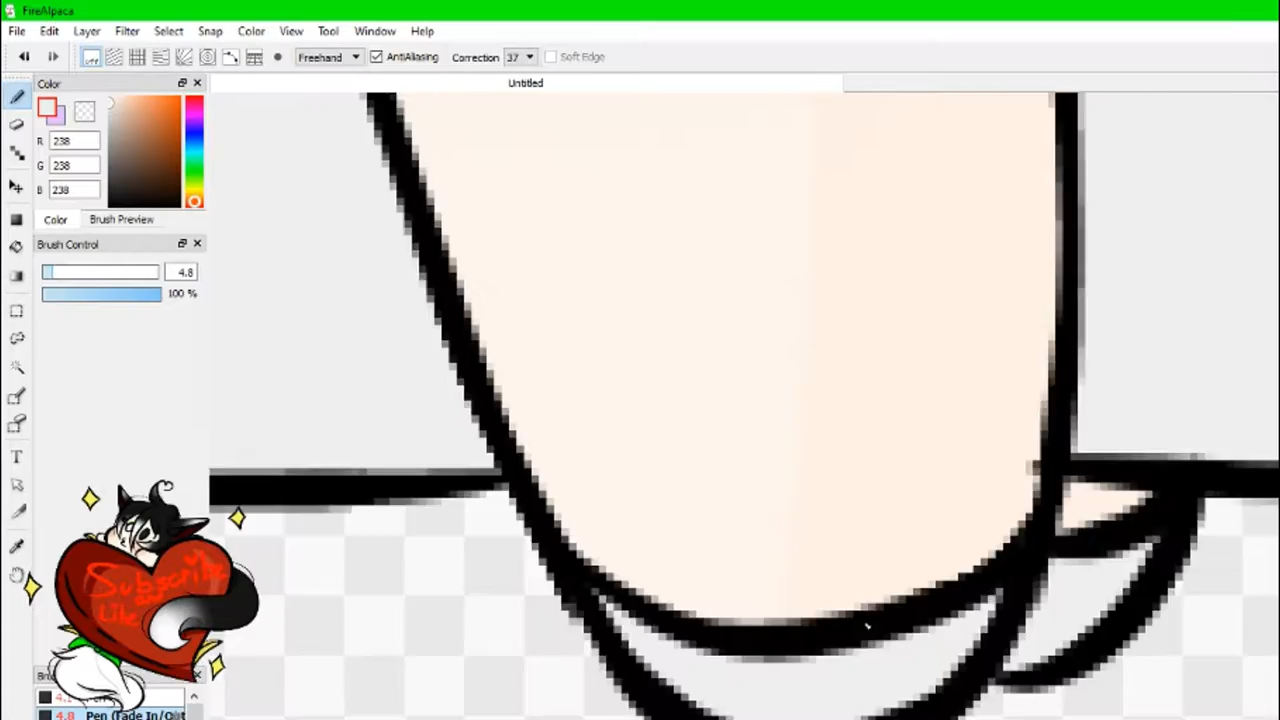 FireAlpaca
File Edit Layer Filter Select Snap Color View Tool Window Help
OFF Freehand AntiAliasing Correction 37 Soft Edge
Color
Untitled
R 238
G 238
B 238
Color Brush Preview
Brush Control
4.8
100 %
T
Subscribe
Like
4.8 Pen (Fade In/Out